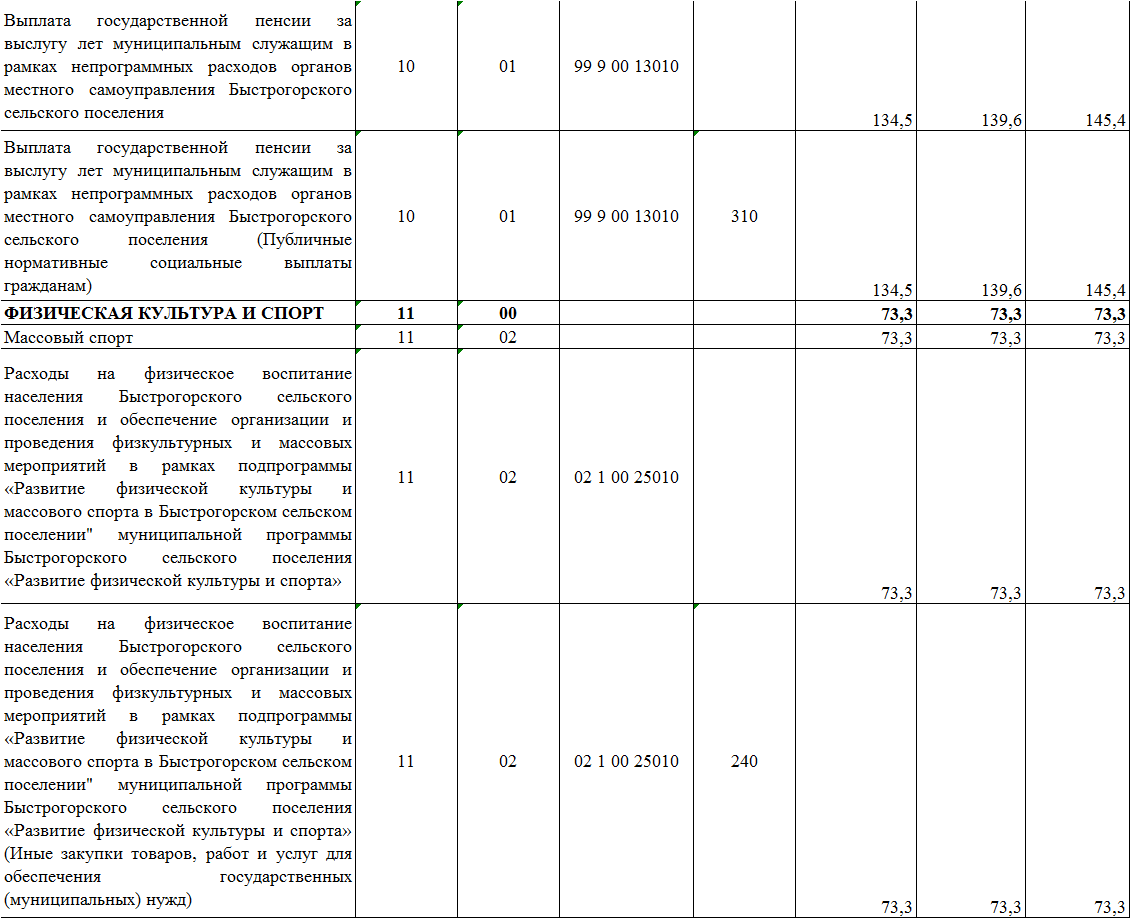 Выплата государственной пенсии за
выслугу лет муниципальным служащим в
рамках непрограммных расходов органов
местного самоуправления Быстрогорского
сельского поселения
10 01 99 9 00 13010
134,5 139,6 145,4
Выплата государственной пенсии за
выслугу лет муниципальным служащим в
рамках непрограммных расходов органов
местного самоуправления Быстрогорского
сельского поселения (Публичные
нормативные социальные выплаты
гражданам)
10 01 99 9 00 13010 310
134,5 139,6 145,4
ФИЗИЧЕСКАЯ КУЛЬТУРА И СПОРТ 11 00 73,3 73,3 73,3
Массовый спорт 11 02 73,3 73,3 73,3
Расходы на физическое воспитание
населения Быстрогорского сельского
поселения и обеспечение организации и
проведения физкультурных и массовых
мероприятий в рамках подпрограммы
«Развитие физической культуры и
массового спорта в Быстрогорском сельском
поселении" муниципальной программы
Быстрогорского сельского поселения
«Развитие физической культуры и спорта»
11 02 02 1 00 25010
73,3 73,3 73,3
Расходы на физическое воспитание
населения Быстрогорского сельского
поселения и обеспечение организации и
проведения физкультурных и массовых
мероприятий в рамках подпрограммы
«Развитие физической культуры и
массового спорта в Быстрогорском сельском
поселении" муниципальной программы
Быстрогорского сельского поселения
«Развитие физической культуры и спорта»
(Иные закупки товаров, работ и услуг для
обеспечения государственных
(муниципальных) нужд)
11 02 02 1 00 25010 240
73,3 73,3 73,3